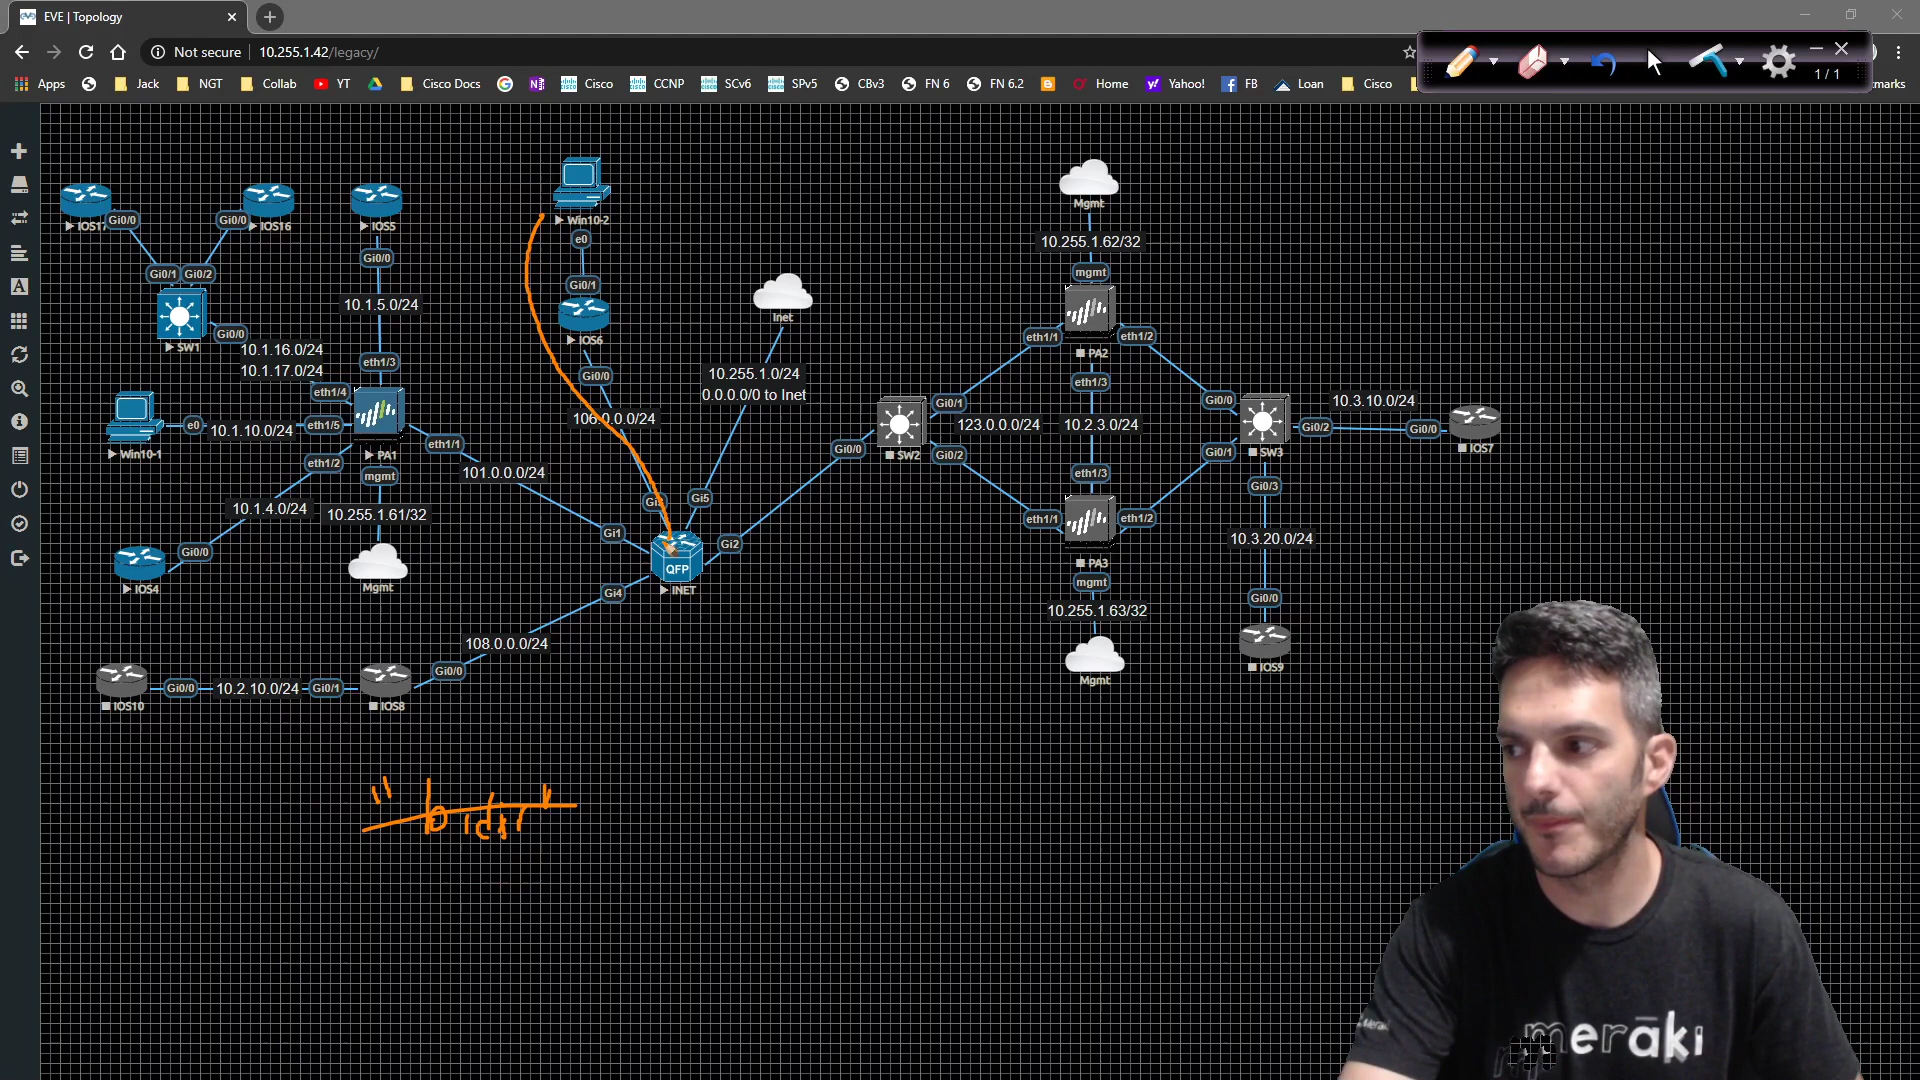 EVE | Topology
Not secure
10.255.1.42/legacy/
1 / 1
Apps
Jack
NGT
Collab
YT
Cisco Docs
Cisco
CCNP
SCv6
SPv5
CBv3
FN 6
FN 6.2
Home
Yahoo!
FB
Loan
Cisco
marks
Mgmt
10.255.1.62/32
mgmt
IOS17
Gi0/0
Gi0/0
IOS16
IOS5
Win10-2
e0
Gi0/0
Gi0/1
Gi0/2
Gi0/1
10.1.5.0/24
Inet
SW1
Gi0/0
IOS6
eth1/1
eth1/2
PA2
10.1.16.0/24
10.1.17.0/24
eth1/3
Gi0/0
10.255.1.0/24
0.0.0.0/0 to Inet
eth1/3
eth1/4
Gi0/1
Gi0/0
10.3.10.0/24
e0
10.1.10.0/24
eth1/5
106.0.0.0/24
123.0.0.0/24
10.2.3.0/24
Gi0/2
Gi0/0
Win10-1
PA1
eth1/1
Gi0/0
SW2
Gi0/2
Gi0/1
SW3
IOS7
eth1/2
mgmt
101.0.0.0/24
eth1/3
Gi0/3
10.1.4.0/24
10.255.1.61/32
Gi5
eth1/1
eth1/2
Gi0/0
Gi1
Gi2
10.3.20.0/24
IOS4
Mgmt
QFP
INET
PA3
mgmt
Gi4
10.255.1.63/32
Gi0/0
108.0.0.0/24
Mgmt
IOS9
Gi0/0
Gi0/0
10.2.10.0/24
Gi0/1
IOS10
IOS8
"bidir"
meraki